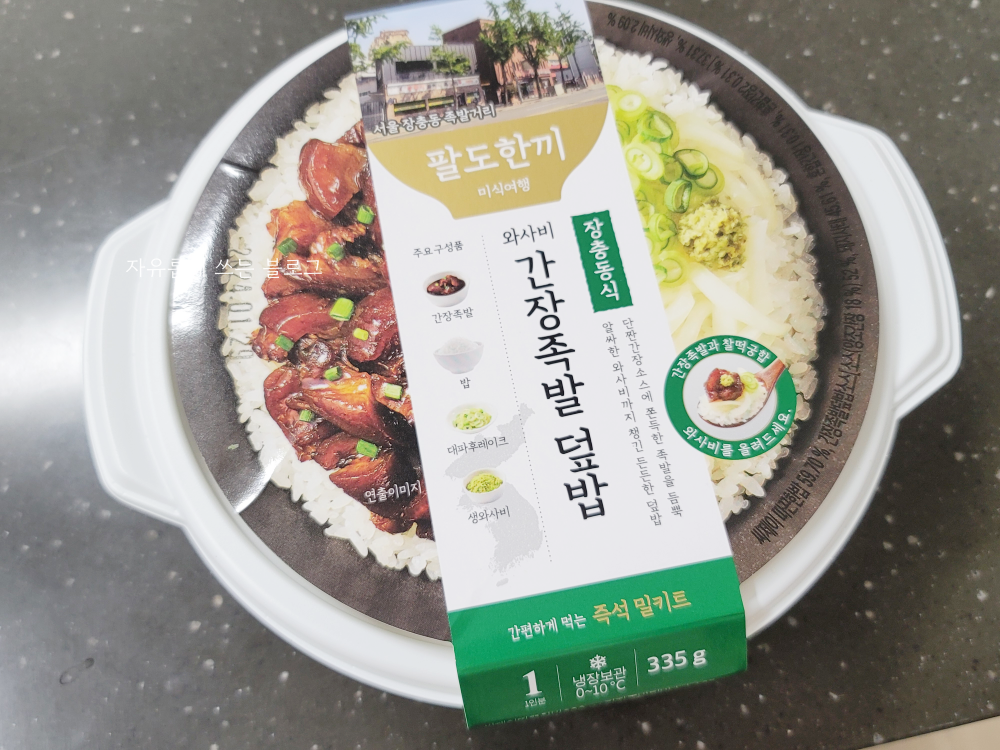 서울 장충동 족발거리
팔도한끼
미식여행
장충동식
와사비
간장족발 덮밥
단짠간장소스에 쫀득한 족발을 듬뿍
알싸한 와사비까지 챙긴 든든한 덮밥
주요구성품
간장족발
밥
대파후레이크
생와사비
간장족발과 찰떡궁합
와사비를 올려드세요.
연출이미지
간편하게 먹는 즉석 밀키트
1
1인분
냉장보관
0~10℃
335 g
쓰는 블로그